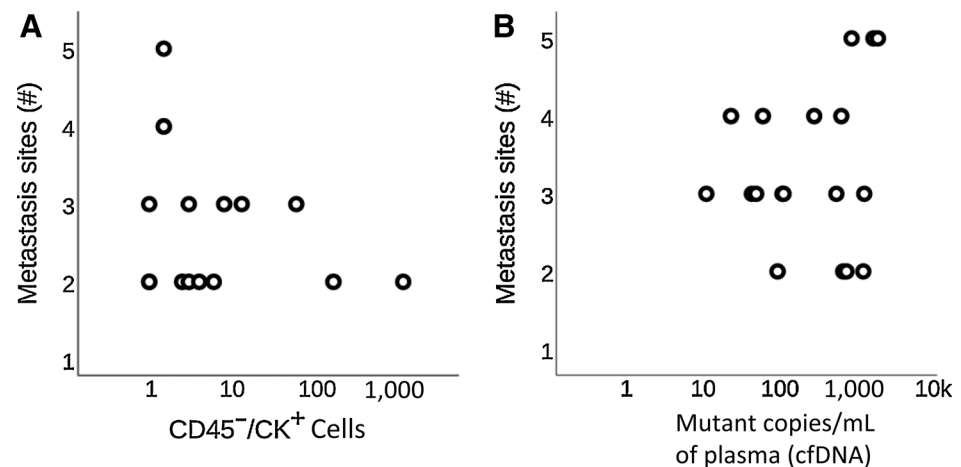 A
Metastasis sites (#)
5
4
3
2
1
1 10 100 1,000
CD45⁻/CK⁺ Cells
B
Metastasis sites (#)
5
4
3
2
1
1 10 100 1,000 10k
Mutant copies/mL
of plasma (cfDNA)